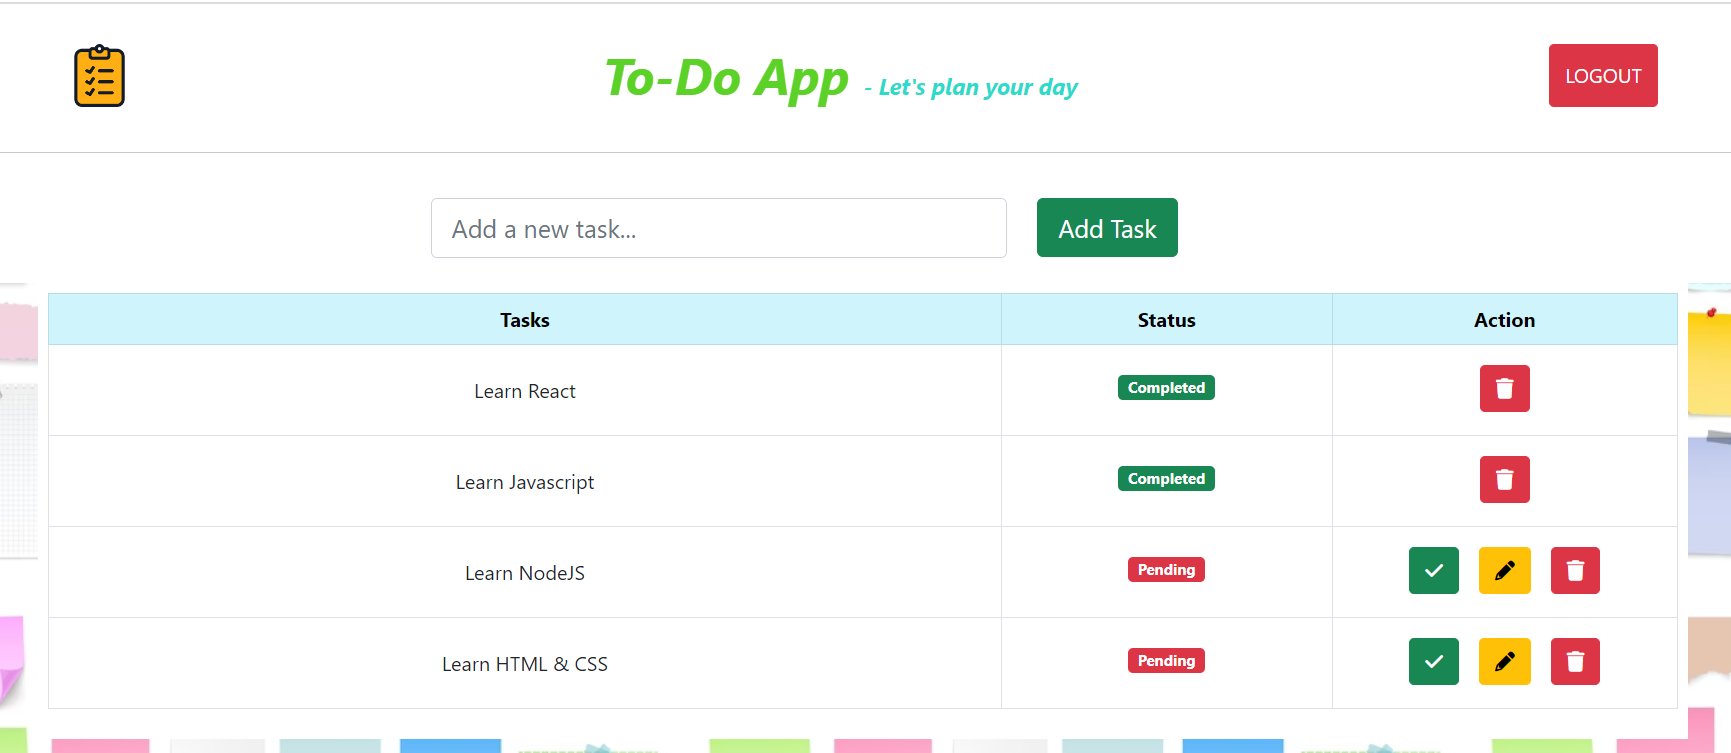 To-Do App - Let's plan your day
LOGOUT
Add a new task...
Add Task
Tasks Status Action
Learn React Completed
Learn Javascript Completed
Learn NodeJS Pending
Learn HTML & CSS Pending